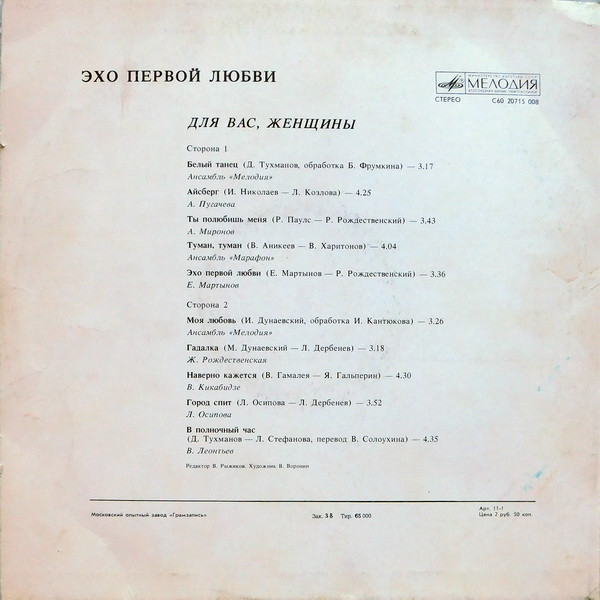 ЭХО ПЕРВОЙ ЛЮБВИ
МЕЛОДИЯ
СТЕРЕО С60 20715 008
ДЛЯ ВАС, ЖЕНЩИНЫ
Сторона 1
Белый танец (Д. Тухманов, обработка Б. Фрумкина) — 3.17
Ансамбль «Мелодия»
Айсберг (И. Николаев — Л. Козлова) — 4.25
А. Пугачева
Ты полюбишь меня (Р. Паулс — Р. Рождественский) — 3.43
А. Миронов
Туман, туман (В. Аникеев — В. Харитонов) — 4.04
Ансамбль «Марафон»
Эхо первой любви (Е. Мартынов — Р. Рождественский) — 3.36
Е. Мартынов
Сторона 2
Моя любовь (И. Дунаевский, обработка И. Кантюкова) — 3.26
Ансамбль «Мелодия»
Гадалка (М. Дунаевский — Л. Дербенев) — 3.18
Ж. Рождественская
Наверно кажется (В. Гамалея — Я. Гальперин) — 4.30
В. Кикабидзе
Город спит (Л. Осипова — Л. Дербенев) — 3.52
Л. Осипова
В полночный час
(Д. Тухманов — Л. Стефанова, перевод В. Солоухина) — 4.35
В. Леонтьев
Редактор В. Рыжиков. Художник В. Воронин
Московский опытный завод «Грамзапись» Зак. 38 Тир. 65 000
Арт. 11-1
Цена 2 руб. 50 коп.